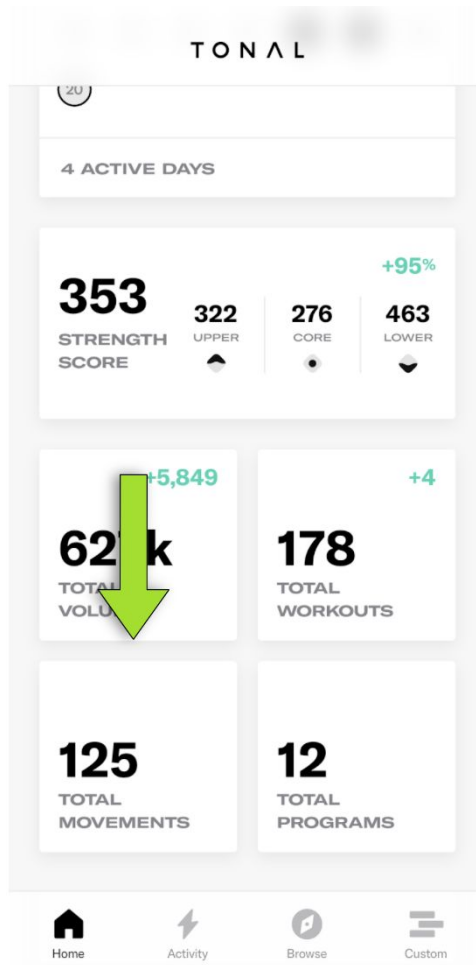 TONAL
20
4 ACTIVE DAYS
+95%
353
STRENGTH
SCORE
322
UPPER
276
CORE
463
LOWER
5,849
TOTAL
+4
178
TOTAL
WORKOUTS
125
TOTAL
MOVEMENTS
12
TOTAL
PROGRAMS
Home
Activity
Browse
Custom